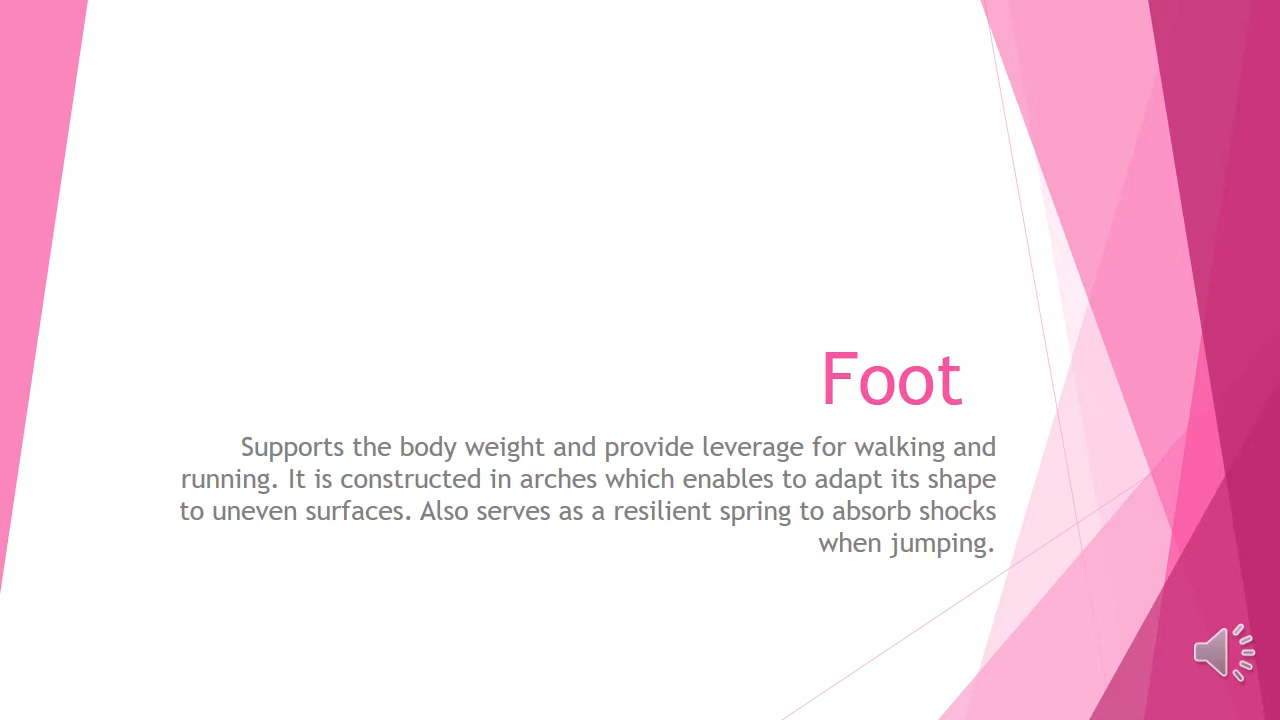 Foot
Supports the body weight and provide leverage for walking and
running. It is constructed in arches which enables to adapt its shape
to uneven surfaces. Also serves as a resilient spring to absorb shocks
when jumping.